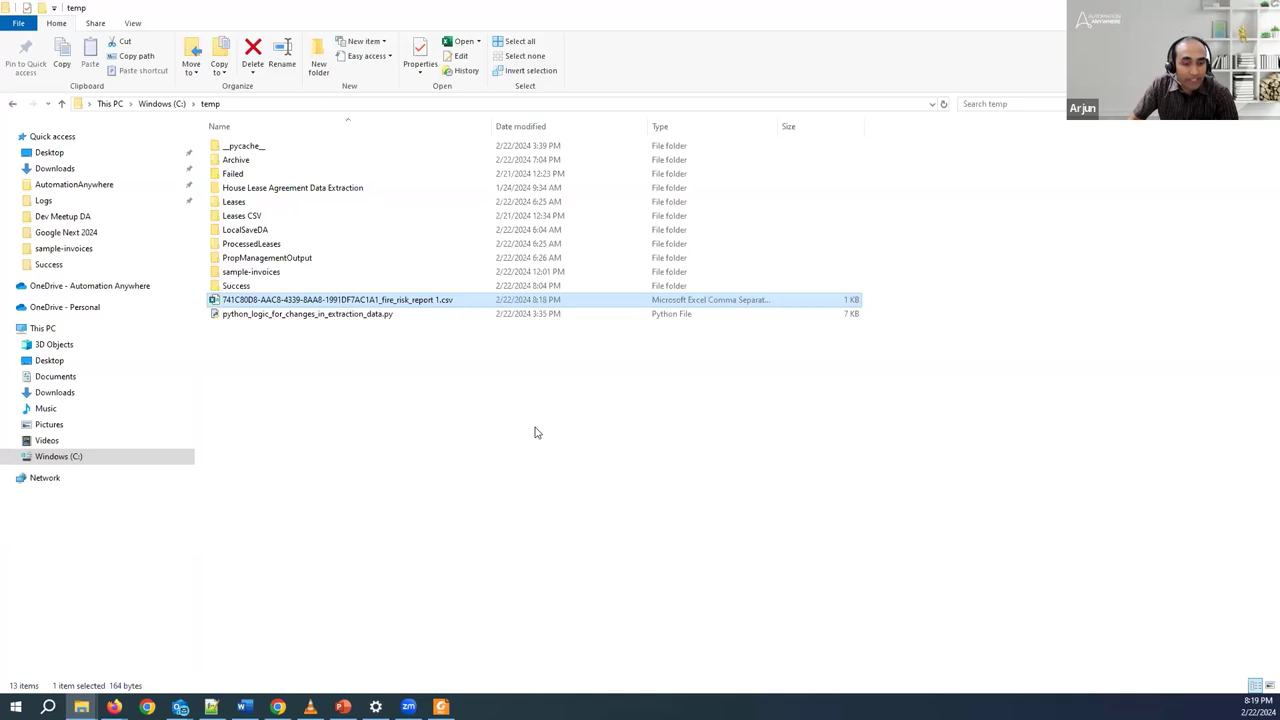 temp
File Home Share View
Pin to Quick access
Copy
Paste
Cut
Copy path
Paste shortcut
Clipboard
Move to
Copy to
Delete
Rename
Organize
New folder
New item
Easy access
New
Properties
Open
Edit
History
Open
Select all
Select none
Invert selection
Select
This PC > Windows (C:) > temp
Search temp
AUTOMATION ANYWHERE
Arjun
Name Date modified Type Size
__pycache__ 2/22/2024 3:39 PM File folder
Archive 2/22/2024 7:04 PM File folder
Failed 2/21/2024 12:23 PM File folder
House Lease Agreement Data Extraction 1/24/2024 9:34 AM File folder
Leases 2/22/2024 6:25 AM File folder
Leases CSV 2/21/2024 12:34 PM File folder
LocalSaveDA 2/22/2024 6:04 AM File folder
ProcessedLeases 2/22/2024 6:25 AM File folder
PropManagementOutput 2/22/2024 6:26 AM File folder
sample-invoices 2/22/2024 12:01 PM File folder
Success 2/22/2024 8:04 PM File folder
741C80D8-AAC8-4339-8AA8-1991DF7AC1A1_fire_risk_report 1.csv 2/22/2024 8:18 PM Microsoft Excel Comma Separat... 1 KB
python_logic_for_changes_in_extraction_data.py 2/22/2024 3:35 PM Python File 7 KB
Quick access
Desktop
Downloads
AutomationAnywhere
Logs
Dev Meetup DA
Google Next 2024
sample-invoices
Success
OneDrive - Automation Anywhere
OneDrive - Personal
This PC
3D Objects
Desktop
Documents
Downloads
Music
Pictures
Videos
Windows (C:)
Network
13 items 1 item selected 164 bytes
8:19 PM
2/22/2024